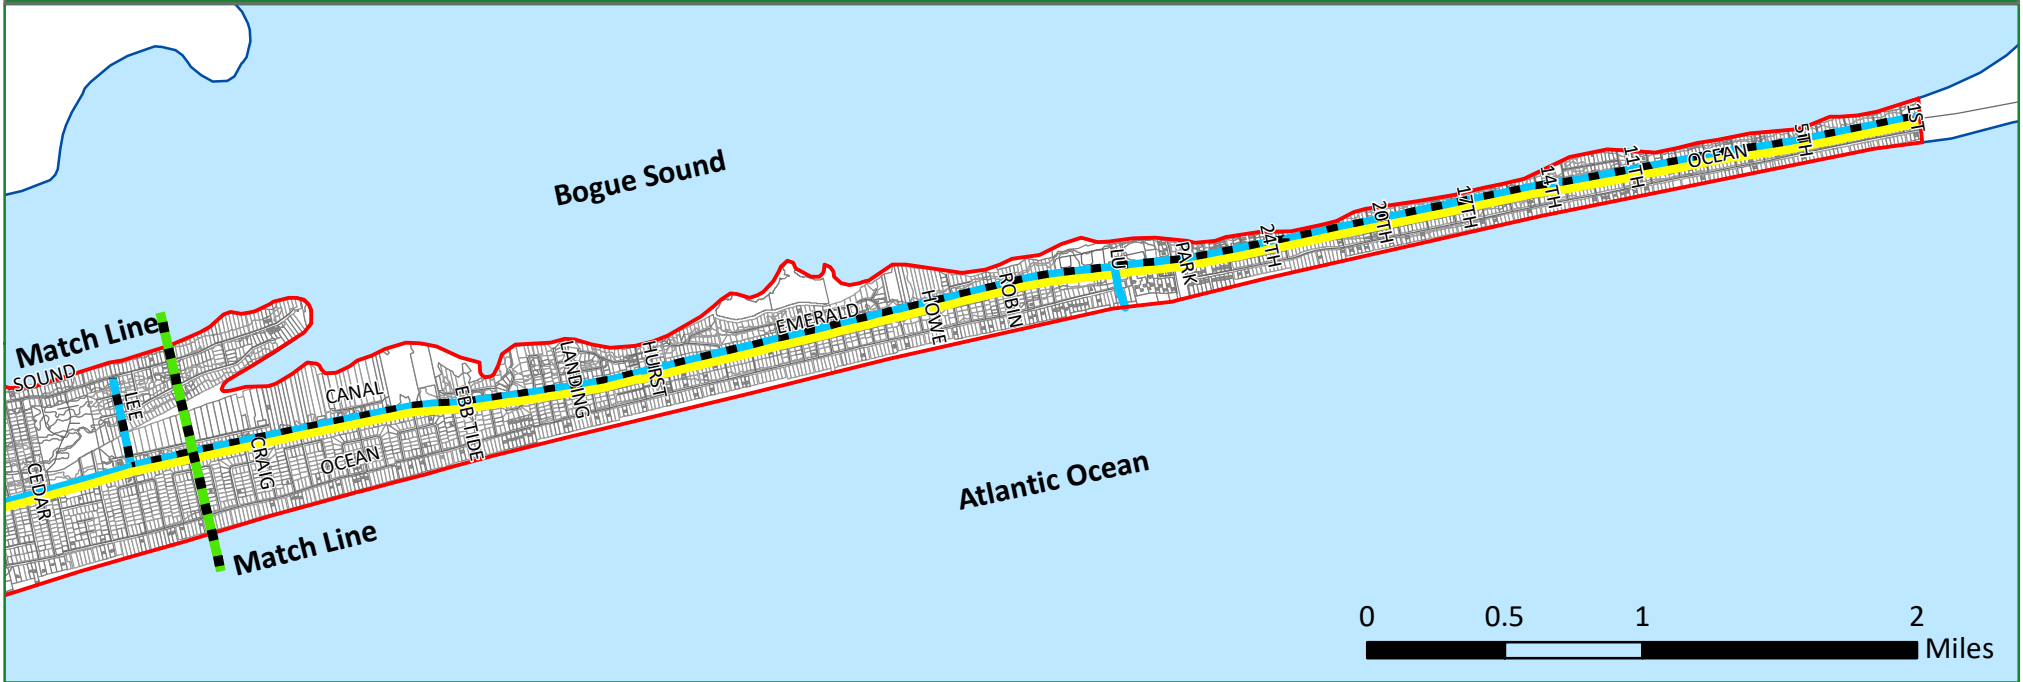 Bogue Sound
1ST
5TH
OCEAN
11TH
14TH
17TH
20TH
24TH
PARK
LU
ROBIN
HOWE
EMERALD
HURST
LANDING
EBB TIDE
CANAL
OCEAN
CRAIG
Match Line
SOUND
LEE
CEDAR
Match Line
Atlantic Ocean
0 0.5 1 2
Miles